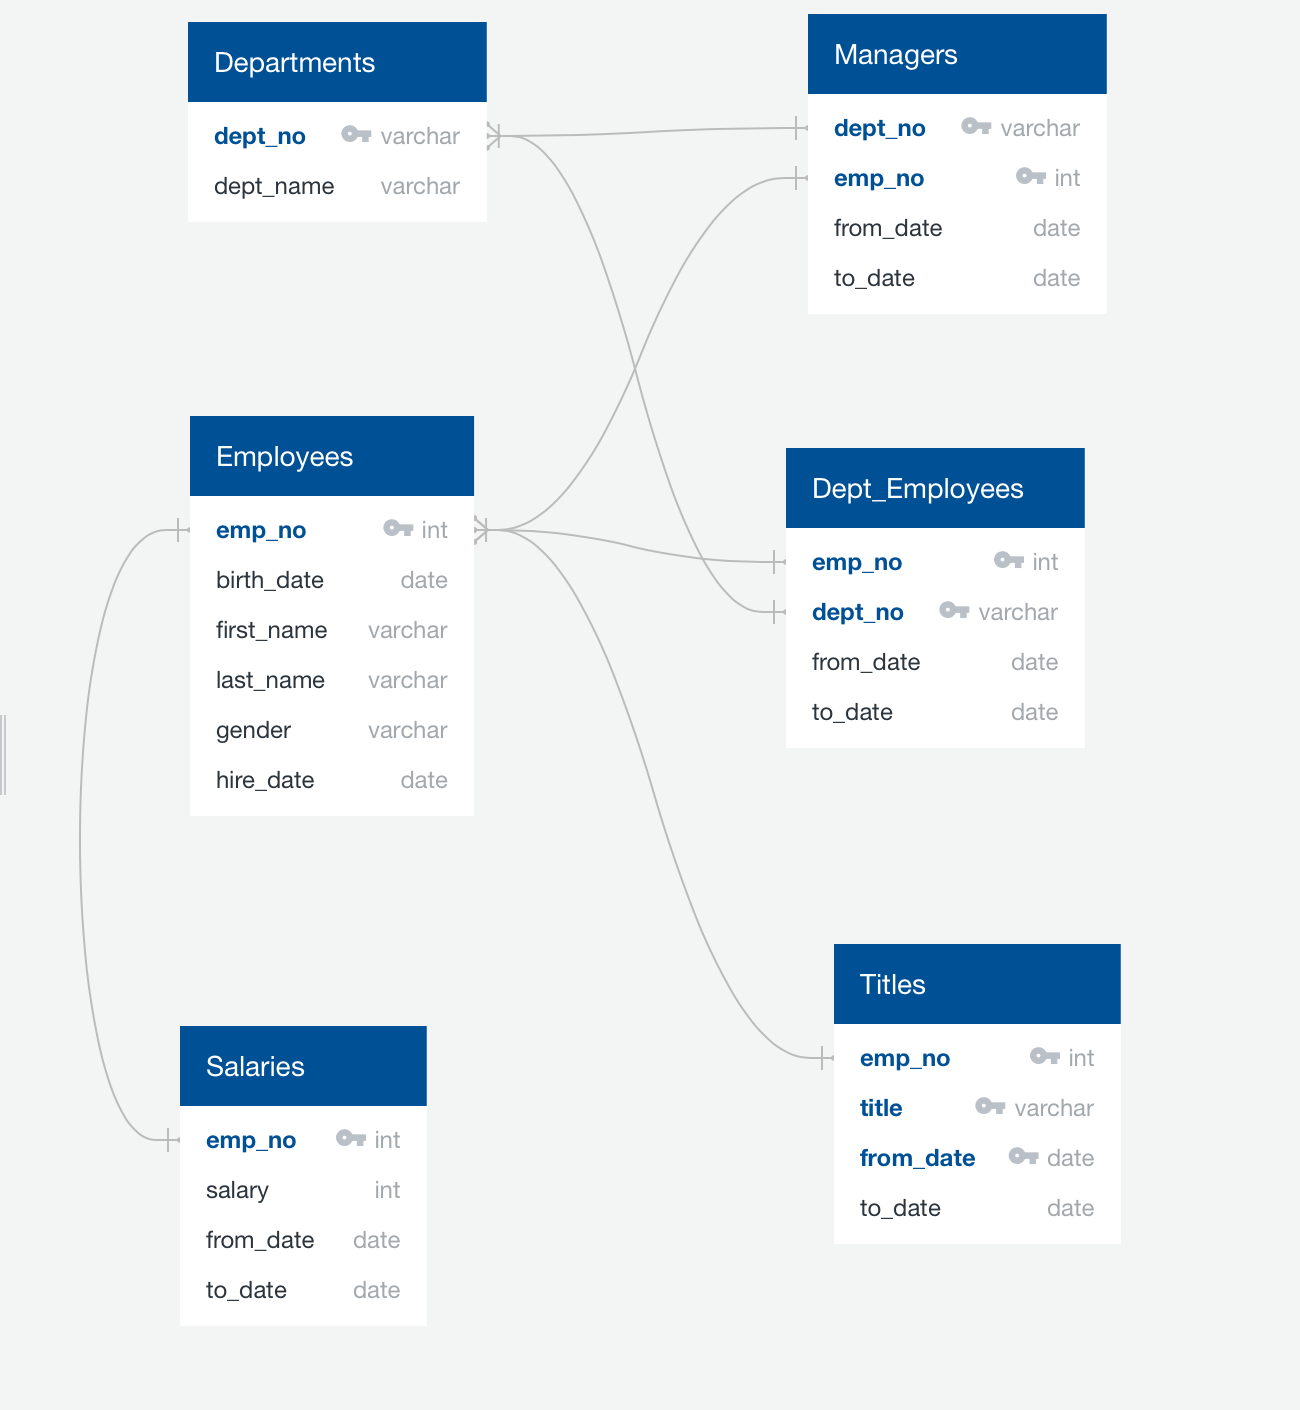 Departments
dept_no varchar
dept_name varchar
Managers
dept_no varchar
emp_no int
from_date date
to_date date
Employees
emp_no int
birth_date date
first_name varchar
last_name varchar
gender varchar
hire_date date
Dept_Employees
emp_no int
dept_no varchar
from_date date
to_date date
Salaries
emp_no int
salary int
from_date date
to_date date
Titles
emp_no int
title varchar
from_date date
to_date date